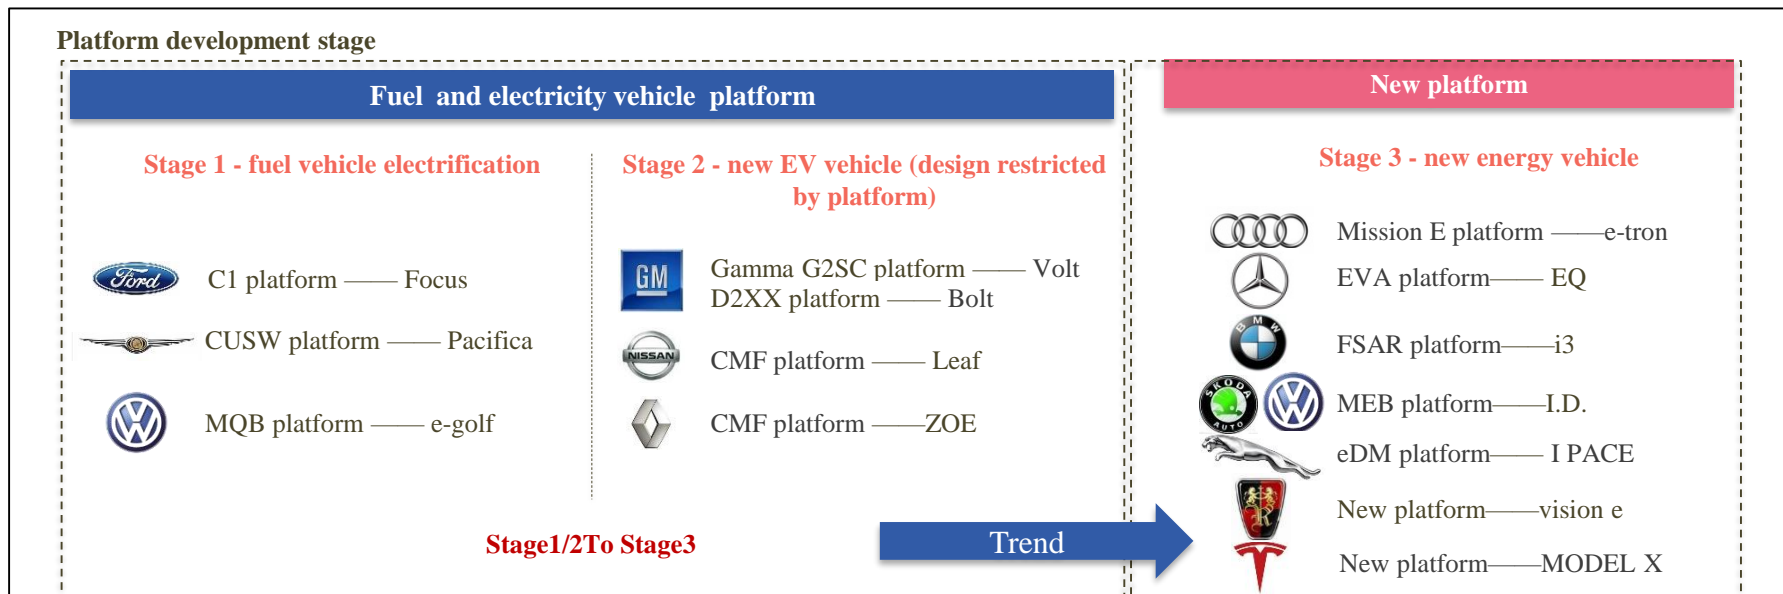 Platform development stage
Fuel and electricity vehicle platform
New platform
Stage 1 - fuel vehicle electrification
Stage 2 - new EV vehicle (design restricted
by platform)
Stage 3 - new energy vehicle
Ford
C1 platform —— Focus
CUSW platform —— Pacifica
MQB platform —— e-golf
GM
Gamma G2SC platform —— Volt
D2XX platform —— Bolt
NISSAN
CMF platform —— Leaf
CMF platform ——ZOE
Mission E platform ——e-tron
EVA platform—— EQ
BMW
FSAR platform——i3
SKODA
AUTO
MEB platform——I.D.
eDM platform—— I PACE
R
New platform——vision e
New platform——MODEL X
Stage1/2To Stage3
Trend